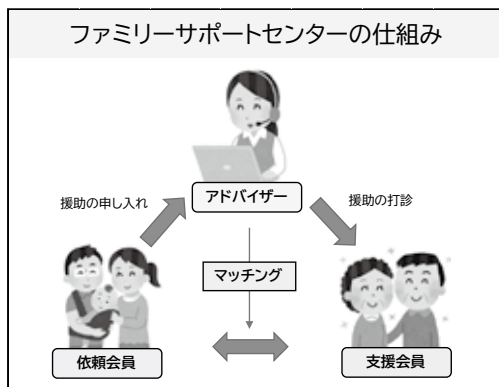 ファミリーサポートセンターの仕組み
アドバイザー
援助の申し入れ
援助の打診
マッチング
依頼会員
支援会員